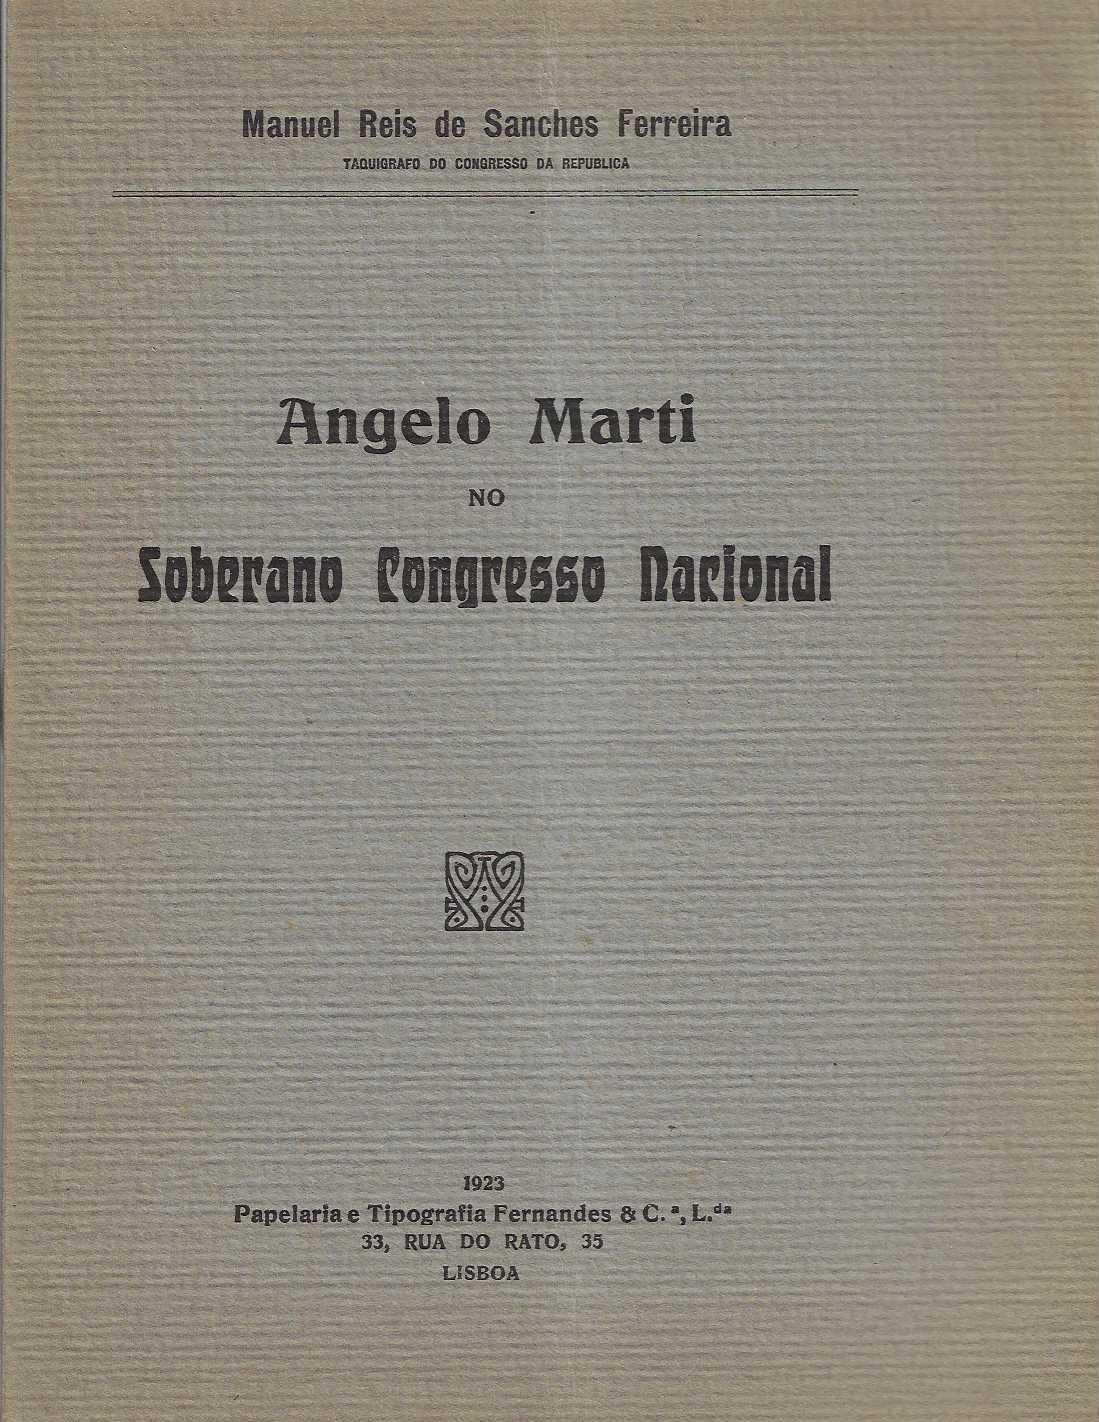 Manuel Reis de Sanches Ferreira
TAQUIGRAFO DO CONGRESSO DA REPUBLICA
Angelo Marti
NO
Soberano Congresso Nacional
1923
Papelaria e Tipografia Fernandes & C.ª, L.ᵈᵃ
33, RUA DO RATO, 35
LISBOA